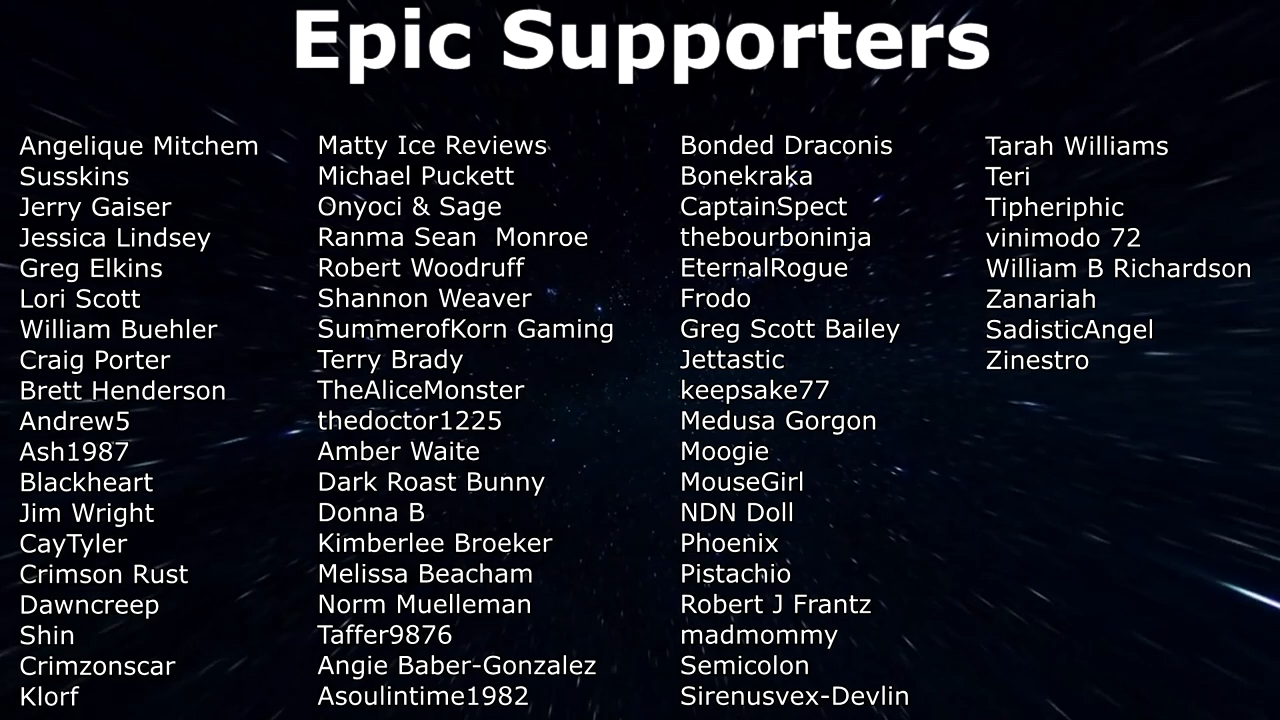 Epic Supporters
Angelique Mitchem
Susskins
Jerry Gaiser
Jessica Lindsey
Greg Elkins
Lori Scott
William Buehler
Craig Porter
Brett Henderson
Andrew5
Ash1987
Blackheart
Jim Wright
CayTyler
Crimson Rust
Dawncreep
Shin
Crimzonscar
Klorf
Matty Ice Reviews
Michael Puckett
Onyoci & Sage
Ranma Sean  Monroe
Robert Woodruff
Shannon Weaver
SummerofKorn Gaming
Terry Brady
TheAliceMonster
thedoctor1225
Amber Waite
Dark Roast Bunny
Donna B
Kimberlee Broeker
Melissa Beacham
Norm Muelleman
Taffer9876
Angie Baber-Gonzalez
Asoulintime1982
Bonded Draconis
Bonekraka
CaptainSpect
thebourboninja
EternalRogue
Frodo
Greg Scott Bailey
Jettastic
keepsake77
Medusa Gorgon
Moogie
MouseGirl
NDN Doll
Phoenix
Pistachio
Robert J Frantz
madmommy
Semicolon
Sirenusvex-Devlin
Tarah Williams
Teri
Tipheriphic
vinimodo 72
William B Richardson
Zanariah
SadisticAngel
Zinestro